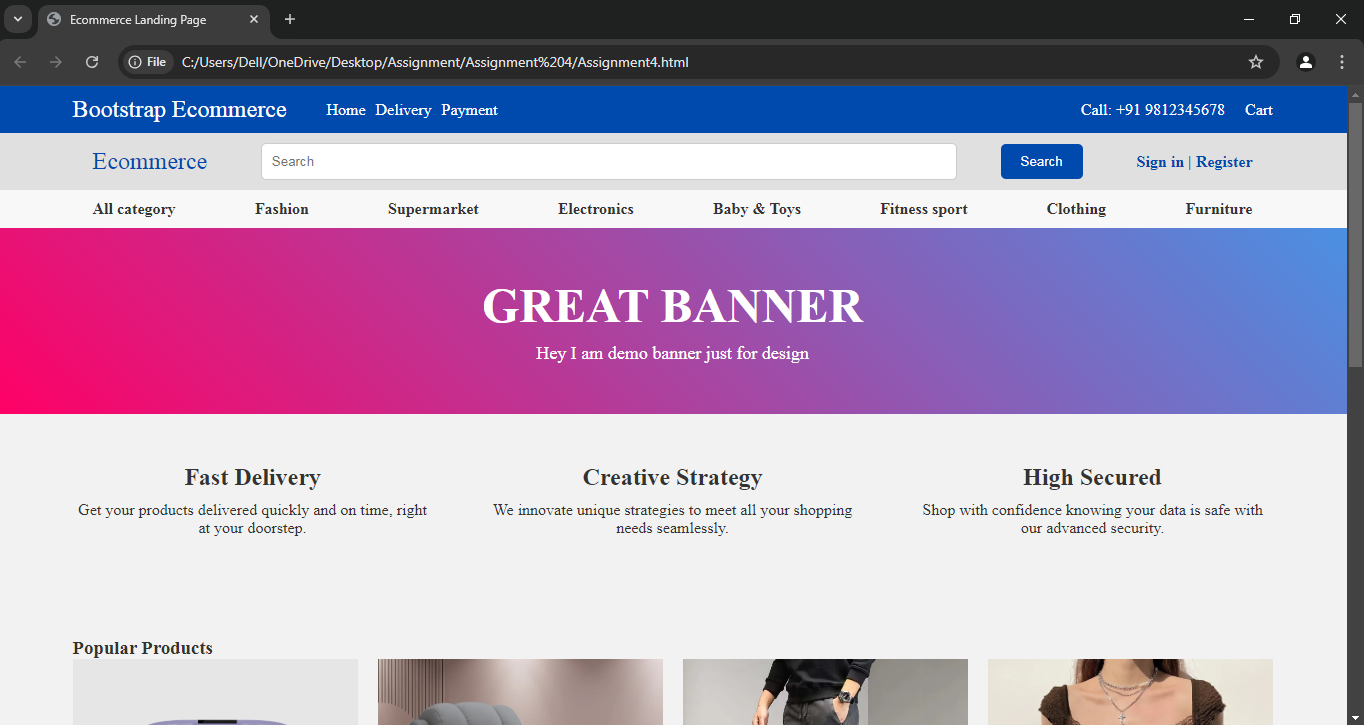 Ecommerce Landing Page
File C:/Users/Dell/OneDrive/Desktop/Assignment/Assignment%204/Assignment4.html
Bootstrap Ecommerce Home Delivery Payment Call: +91 9812345678 Cart
Ecommerce Search Search Sign in | Register
All category Fashion Supermarket Electronics Baby & Toys Fitness sport Clothing Furniture
GREAT BANNER
Hey I am demo banner just for design
Fast Delivery
Get your products delivered quickly and on time, right
at your doorstep.
Creative Strategy
We innovate unique strategies to meet all your shopping
needs seamlessly.
High Secured
Shop with confidence knowing your data is safe with
our advanced security.
Popular Products